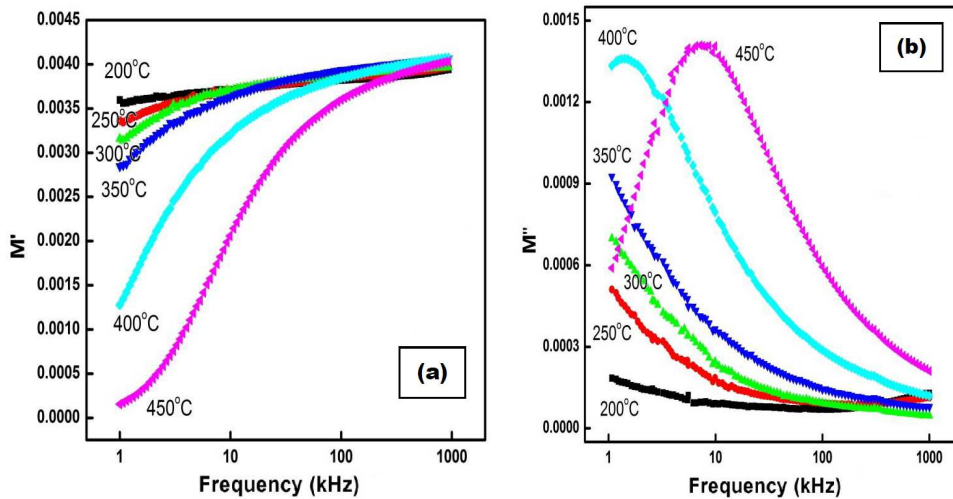 0.0045
0.0040
0.0035
0.0030
0.0025
0.0020
0.0015
0.0010
0.0005
0.0000
M'
200°C
250°C
300°C
350°C
400°C
450°C
(a)
1 10 100 1000
Frequency (kHz)
0.0015
0.0012
0.0009
0.0006
0.0003
0.0000
M''
400°C
450°C
350°C
300°C
250°C
200°C
(b)
1 10 100 1000
Frequency (kHz)